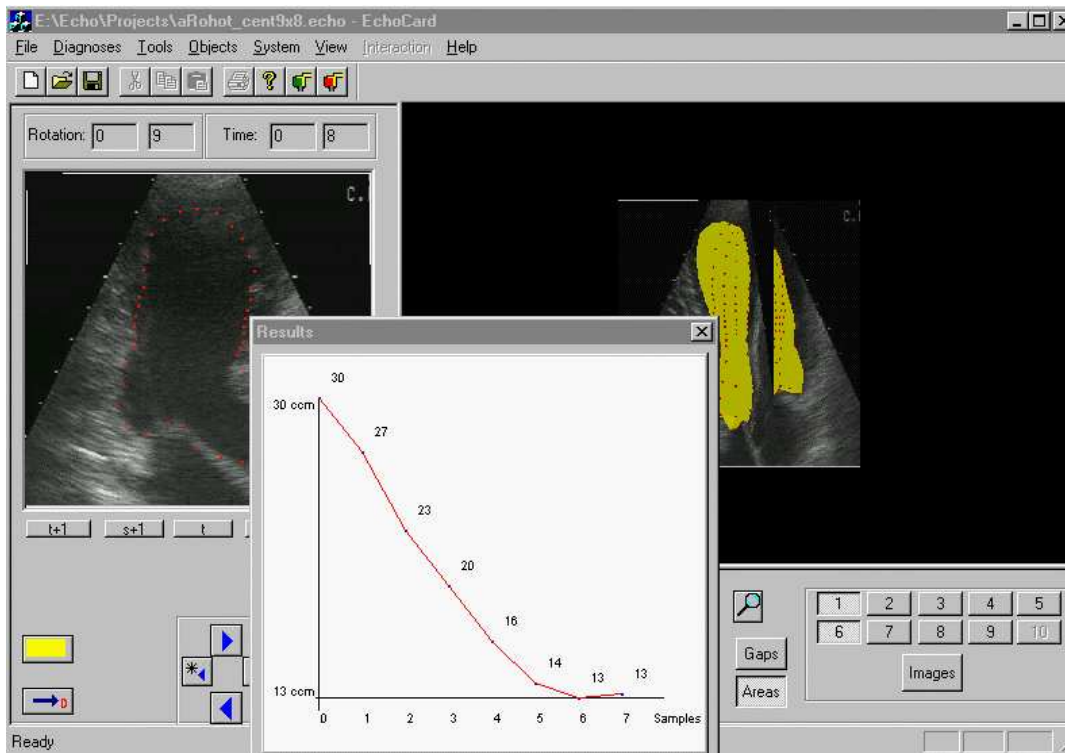 E:\Echo\Projects\aRohot_cent9x8.echo - EchoCard
File Diagnoses Tools Objects System View Interaction Help
Rotation: 0 9 Time: 0 8
t+1 s+1 t
Results
30
30 ccm
27
23
20
16
14
13 13
13 ccm
0 1 2 3 4 5 6 7 Samples
Gaps
Areas
1 2 3 4 5
6 7 8 9 10
Images
D
Ready